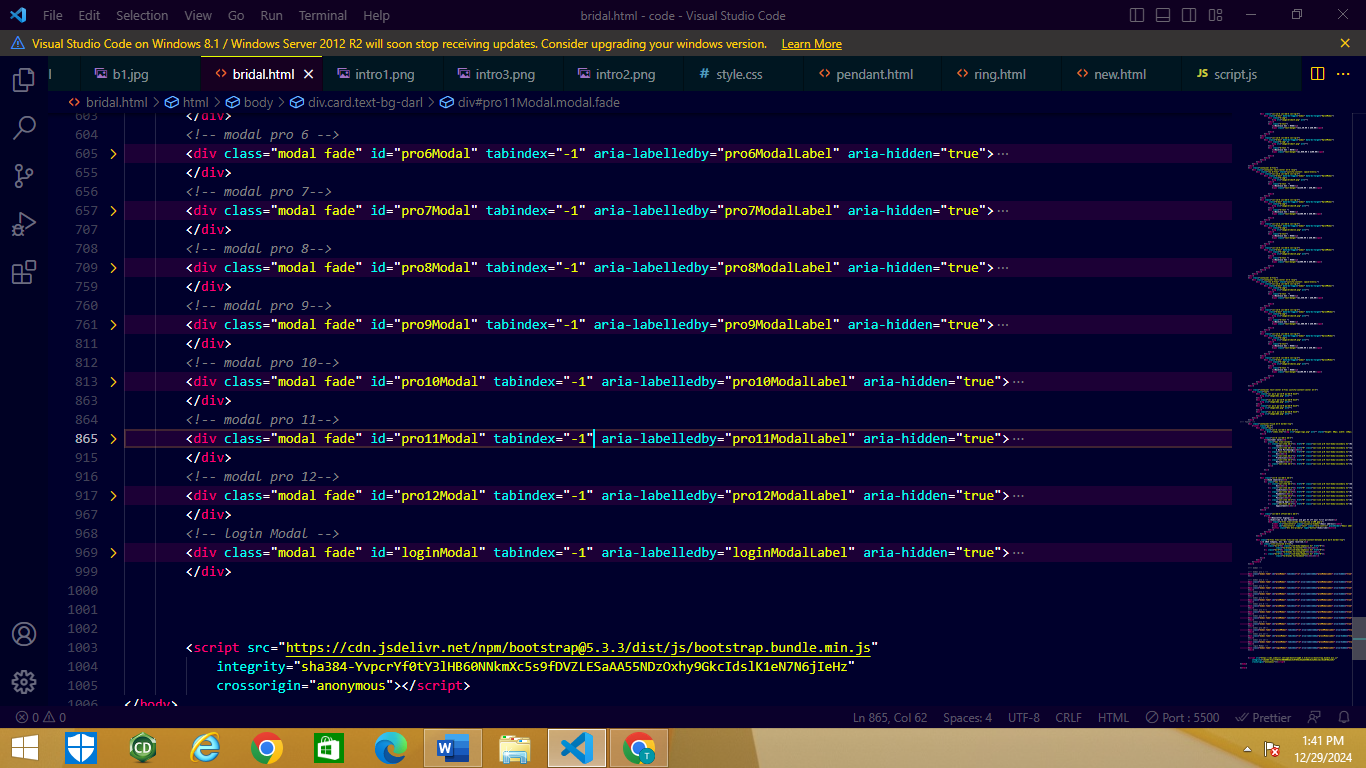 File Edit Selection View Go Run Terminal Help bridal.html - code - Visual Studio Code
Visual Studio Code on Windows 8.1 / Windows Server 2012 R2 will soon stop receiving updates. Consider upgrading your windows version. Learn More
l b1.jpg bridal.html intro1.png intro3.png intro2.png # style.css pendant.html ring.html new.html JS script.js
bridal.html > html > body > div.card.text-bg-darl > div#pro11Modal.modal.fade
603 </div>
604 <!-- modal pro 6 -->
605 <div class="modal fade" id="pro6Modal" tabindex="-1" aria-labelledby="pro6ModalLabel" aria-hidden="true">···
655 </div>
656 <!-- modal pro 7-->
657 <div class="modal fade" id="pro7Modal" tabindex="-1" aria-labelledby="pro7ModalLabel" aria-hidden="true">···
707 </div>
708 <!-- modal pro 8-->
709 <div class="modal fade" id="pro8Modal" tabindex="-1" aria-labelledby="pro8ModalLabel" aria-hidden="true">···
759 </div>
760 <!-- modal pro 9-->
761 <div class="modal fade" id="pro9Modal" tabindex="-1" aria-labelledby="pro9ModalLabel" aria-hidden="true">···
811 </div>
812 <!-- modal pro 10-->
813 <div class="modal fade" id="pro10Modal" tabindex="-1" aria-labelledby="pro10ModalLabel" aria-hidden="true">···
863 </div>
864 <!-- modal pro 11-->
865 <div class="modal fade" id="pro11Modal" tabindex="-1" aria-labelledby="pro11ModalLabel" aria-hidden="true">···
915 </div>
916 <!-- modal pro 12-->
917 <div class="modal fade" id="pro12Modal" tabindex="-1" aria-labelledby="pro12ModalLabel" aria-hidden="true">···
967 </div>
968 <!-- login Modal -->
969 <div class="modal fade" id="loginModal" tabindex="-1" aria-labelledby="loginModalLabel" aria-hidden="true">···
999 </div>
1000
1001
1002
1003 <script src="https://cdn.jsdelivr.net/npm/bootstrap@5.3.3/dist/js/bootstrap.bundle.min.js"
1004 integrity="sha384-YvpcrYf0tY3lHB60NNkmXc5s9fDVZLESaAA55NDzOxhy9GkcIdslK1eN7N6jIeHz"
1005 crossorigin="anonymous"></script>
1006 </body>
0 0 Ln 865, Col 62 Spaces: 4 UTF-8 CRLF HTML Port : 5500 Prettier
CD W T
1:41 PM
12/29/2024